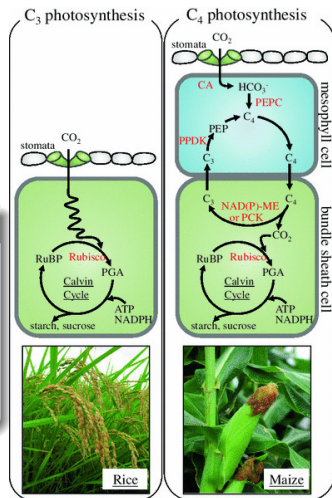 C3 photosynthesis
stomata
CO2
RuBP
Rubisco
PGA
Calvin
Cycle
ATP
NADPH
starch, sucrose
Rice
C4 photosynthesis
CO2
stomata
CA
HCO3-
PEPC
C4
PEP
PPDK
C3
C4
mesophyll cell
C3
C4
NAD(P)-ME
or PCK
CO2
Rubisco
RuBP
PGA
Calvin
Cycle
ATP
NADPH
starch, sucrose
bundle sheath cell
Maize